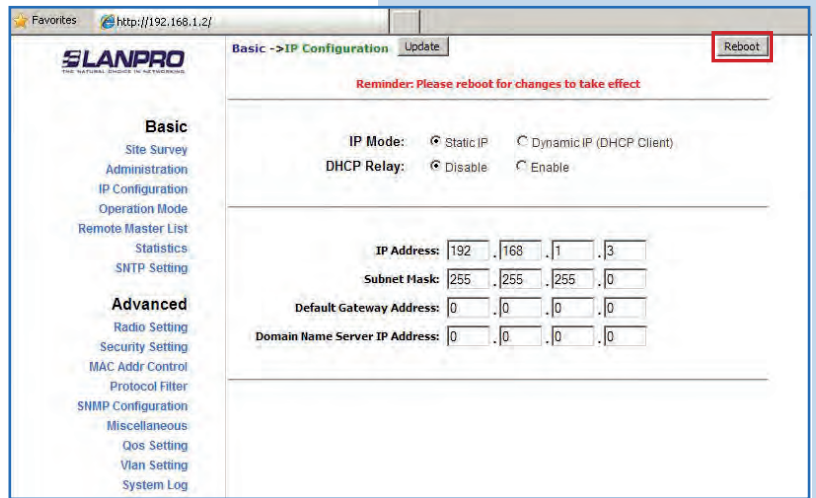 Favorites http://192.168.1.2/
SLANPRO
THE NATURAL CHOICE IN NETWORKING
Basic ->IP Configuration Update Reboot
Reminder: Please reboot for changes to take effect
Basic
Site Survey
Administration
IP Configuration
Operation Mode
Remote Master List
Statistics
SNTP Setting
Advanced
Radio Setting
Security Setting
MAC Addr Control
Protocol Filter
SNMP Configuration
Miscellaneous
Qos Setting
Vlan Setting
System Log
IP Mode: Static IP Dynamic IP (DHCP Client)
DHCP Relay: Disable Enable
IP Address: 192 . 168 . 1 . 3
Subnet Mask: 255 . 255 . 255 . 0
Default Gateway Address: 0 . 0 . 0 . 0
Domain Name Server IP Address: 0 . 0 . 0 . 0